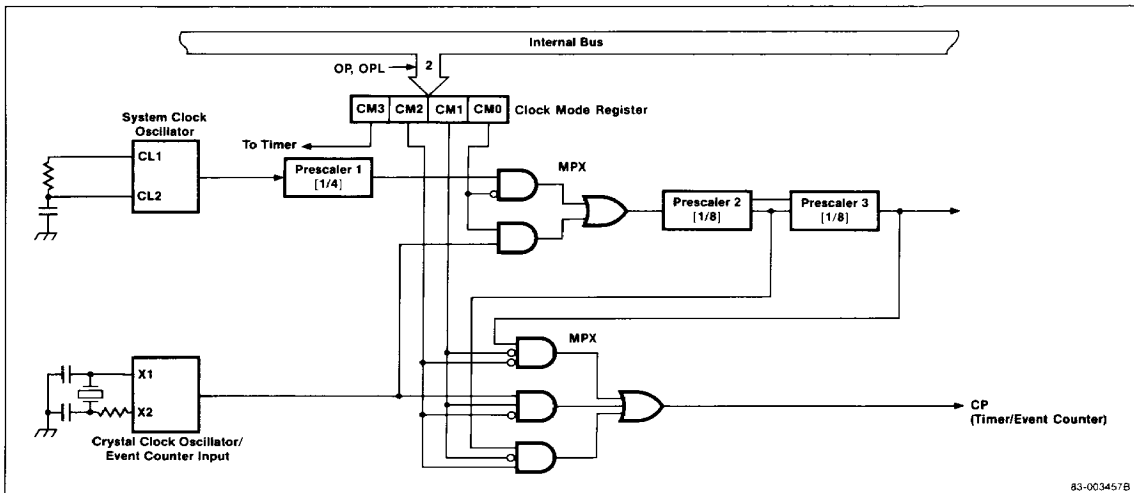 Internal Bus
OP, OPL
2
CM3 CM2 CM1 CM0
Clock Mode Register
System Clock
Oscillator
To Timer
CL1
CL2
Prescaler 1
[1/4]
MPX
Prescaler 2
[1/8]
Prescaler 3
[1/8]
MPX
X1
X2
CP
(Timer/Event Counter)
Crystal Clock Oscillator/
Event Counter Input
83-003457B